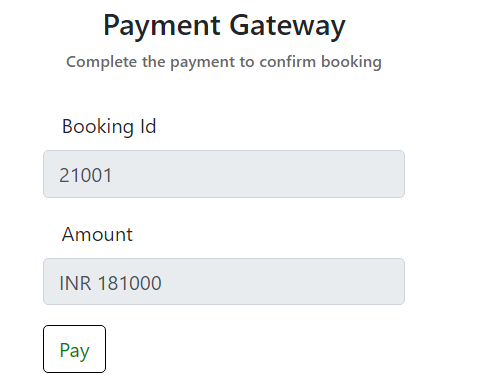 Payment Gateway
Complete the payment to confirm booking
Booking Id
21001
Amount
INR 181000
Pay